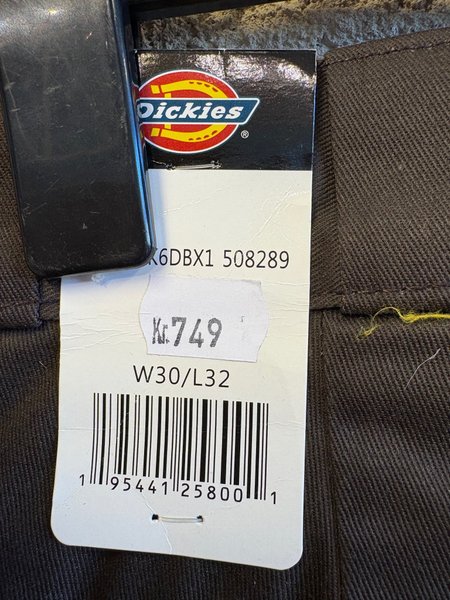 Dickies
®
K6DBX1 508289
Kr. 749
W30/L32
1 95441 25800 1